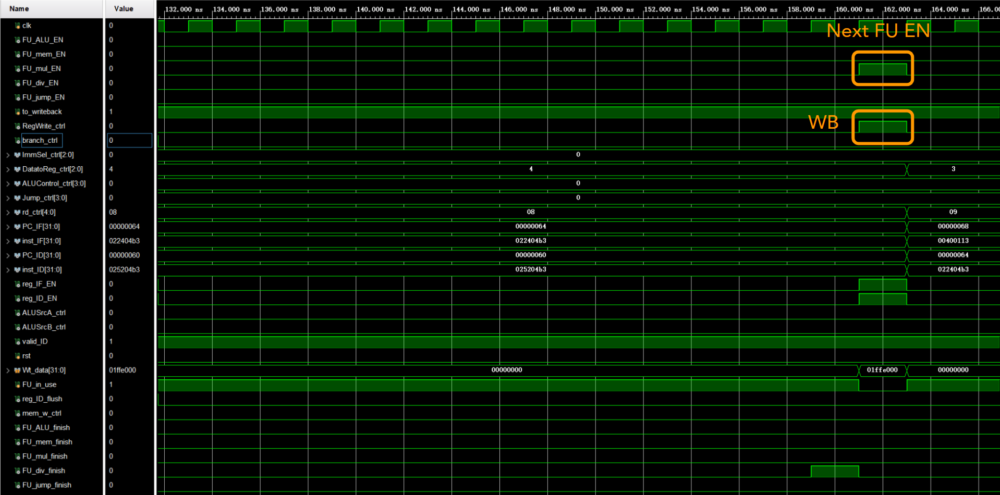 Name Value 132.000 ns 134.000 ns 136.000 ns 138.000 ns 140.000 ns 142.000 ns 144.000 ns 146.000 ns 148.000 ns 150.000 ns 152.000 ns 154.000 ns 156.000 ns 158.000 ns 160.000 ns 162.000 ns 164.000 ns 166.0
clk 0 Next FU EN
FU_ALU_EN 0
FU_mem_EN 0
FU_mul_EN 0
FU_div_EN 0
FU_jump_EN 0
to_writeback 1
RegWrite_ctrl 0 WB
branch_ctrl 0
ImmSel_ctrl[2:0] 0 0
DatatoReg_ctrl[2:0] 4 4 3
ALUControl_ctrl[3:0] 0 0
Jump_ctrl[3:0] 0 0
rd_ctrl[4:0] 08 08 09
PC_IF[31:0] 00000064 00000064 00000068
inst_IF[31:0] 022404b3 022404b3 00400113
PC_ID[31:0] 00000060 00000060 00000064
inst_ID[31:0] 025204b3 025204b3 022404b3
reg_IF_EN 0
reg_ID_EN 0
ALUSrcA_ctrl 0
ALUSrcB_ctrl 0
valid_ID 1
rst 0
Wt_data[31:0] 01ffe000 00000000 01ffe000 00000000
FU_in_use 1
reg_ID_flush 0
mem_w_ctrl 0
FU_ALU_finish 0
FU_mem_finish 0
FU_mul_finish 0
FU_div_finish 0
FU_jump_finish 0